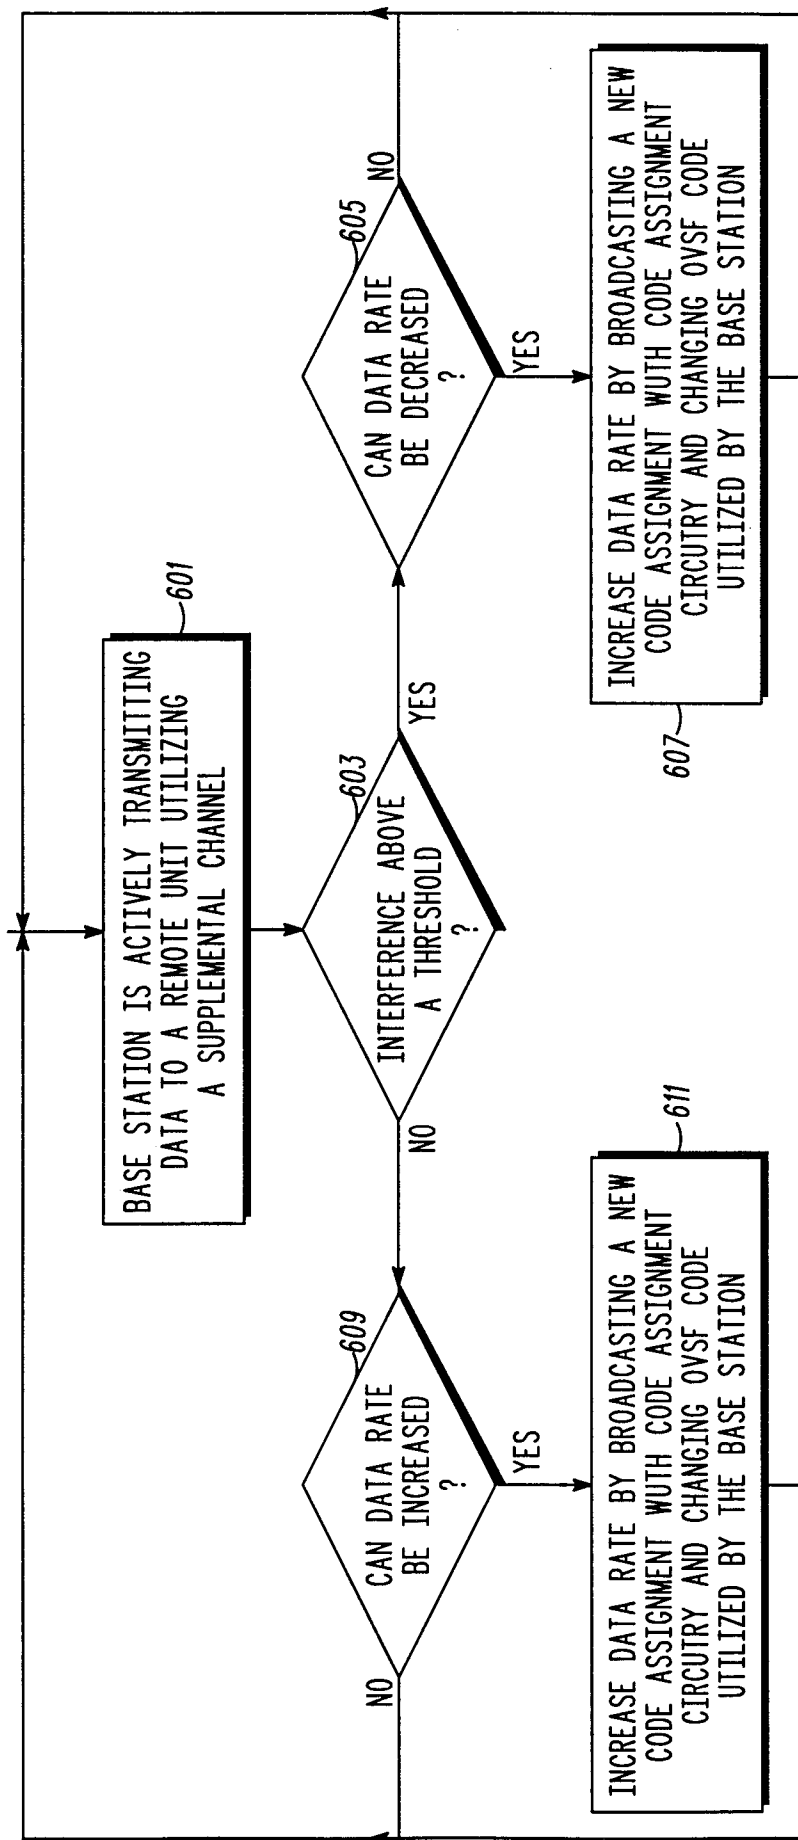 BASE STATION IS ACTIVELY TRANSMITTING
DATA TO A REMOTE UNIT UTILIZING
A SUPPLEMENTAL CHANNEL
601
INTERFERENCE ABOVE
A THRESHOLD
?
603
NO
YES
CAN DATA RATE
BE INCREASED
?
609
NO
YES
CAN DATA RATE
BE DECREASED
?
605
NO
YES
INCREASE DATA RATE BY BROADCASTING A NEW
CODE ASSIGNMENT WUTH CODE ASSIGNMENT
CIRCUTRY AND CHANGING OVSF CODE
UTILIZED BY THE BASE STATION
611
INCREASE DATA RATE BY BROADCASTING A NEW
CODE ASSIGNMENT WUTH CODE ASSIGNMENT
CIRCUTRY AND CHANGING OVSF CODE
UTILIZED BY THE BASE STATION
607